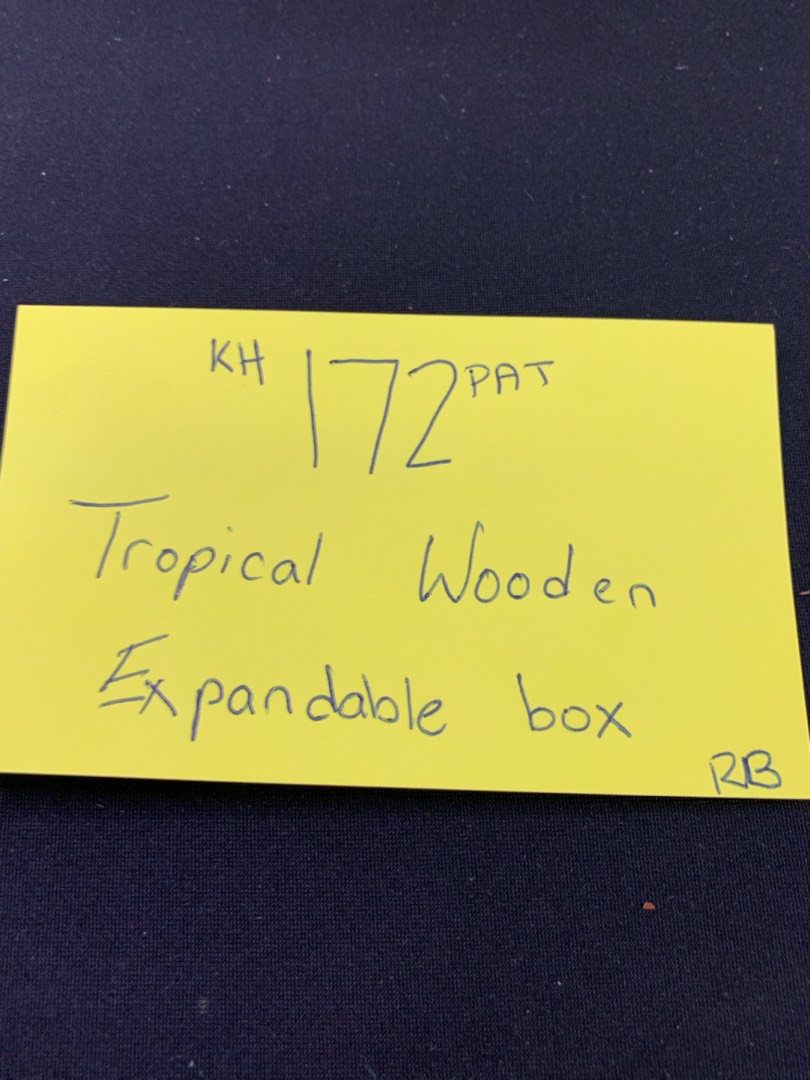 KH 172 PAT
Tropical Wooden
Expandable box
RB